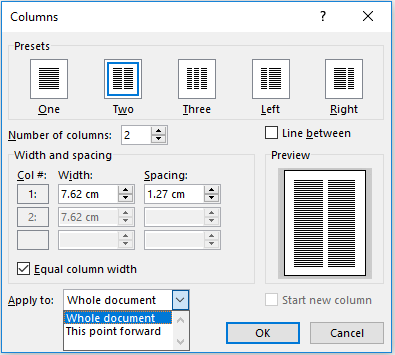 Columns
Presets
One Two Three Left Right
Number of columns: 2
Line between
Width and spacing
Col #: Width: Spacing:
1: 7.62 cm 1.27 cm
2: 7.62 cm
Equal column width
Preview
Apply to: Whole document
Start new column
Whole document
This point forward
OK Cancel